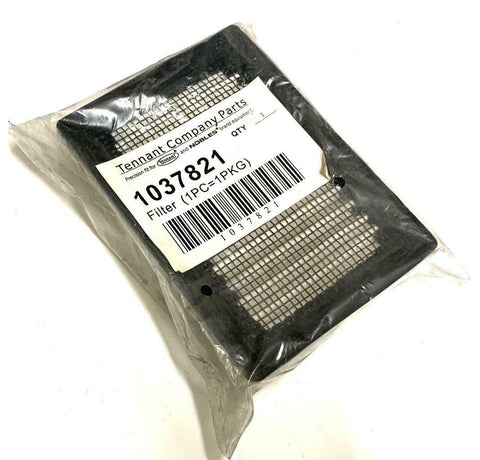 Tennant Company Parts
Precision fit for TENNANT and NOBLES brand equipment
QTY 1
1037821
Filter (1PC=1PKG)
1037821